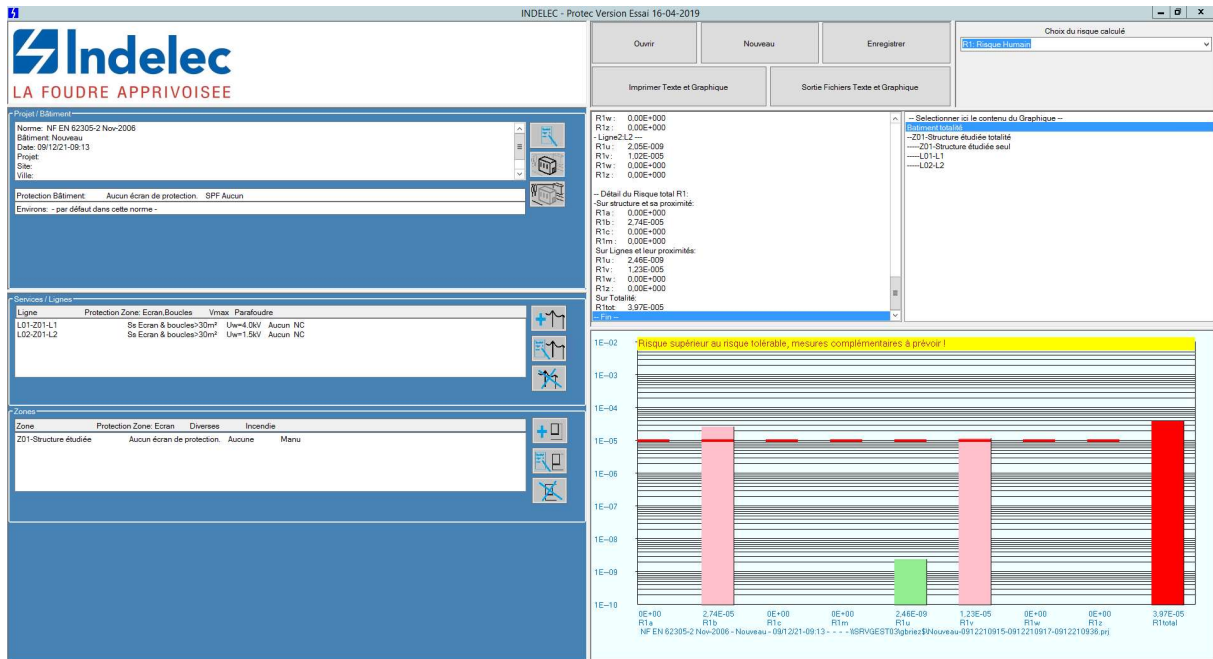 INDELEC - Protec Version Essai 16-04-2019
Indelec
LA FOUDRE APPRIVOISEE
Ouvrir
Nouveau
Enregistrer
Imprimer Texte et Graphique
Sortie Fichiers Texte et Graphique
Choix du risque calculé
R1: Risque Humain
Projet / Bâtiment
Norme: NF EN 62305-2 Nov-2006
Bâtiment: Nouveau
Date: 09/12/21-09:13
Projet:
Site:
Ville:
Protection Bâtiment: Aucun écran de protection. SPF Aucun
Environs: - par défaut dans cette norme -
Services / Lignes
Ligne Protection Zone: Ecran,Boucles Vmax Parafoudre
L01-Z01-L1 Ss Ecran & boucles>30m² Uw=4.0kV Aucun NC
L02-Z01-L2 Ss Ecran & boucles>30m² Uw=1.5kV Aucun NC
Zones
Zone Protection Zone: Ecran Diverses Incendie
Z01-Structure étudiée Aucun écran de protection. Aucune Manu
R1w : 0,00E+000
R1z : 0,00E+000
- Ligne2:L2 ---
R1u : 2,05E-009
R1v: 1,02E-005
R1w : 0,00E+000
R1z : 0,00E+000
-- Détail du Risque total R1:
-Sur structure et sa proximité:
R1a : 0,00E+000
R1b : 2,74E-005
R1c : 0,00E+000
R1m : 0,00E+000
Sur Lignes et leur proximités:
R1u : 2,46E-009
R1v: 1,23E-005
R1w : 0,00E+000
R1z : 0,00E+000
Sur Totalité:
R1tot: 3,97E-005
-- Fin --
-- Selectionner ici le contenu du Graphique --
Batiment totalité
--Z01-Structure étudiée totalité
-----Z01-Structure étudiée seul
-----L01-L1
-----L02-L2
Risque supérieur au risque tolérable, mesures complémentaires à prévoir !
1E-02
1E-03
1E-04
1E-05
1E-06
1E-07
1E-08
1E-09
1E-10
0E+00 2,74E-05 0E+00 0E+00 2,46E-09 1,23E-05 0E+00 0E+00 3,97E-05
R1a R1b R1c R1m R1u R1v R1w R1z R1total
NF EN 62305-2 Nov-2006 - Nouveau - 09/12/21-09:13 - - - - \\SRVGEST03\gbriez$\Nouveau-0912210915-0912210917-0912210936.prj